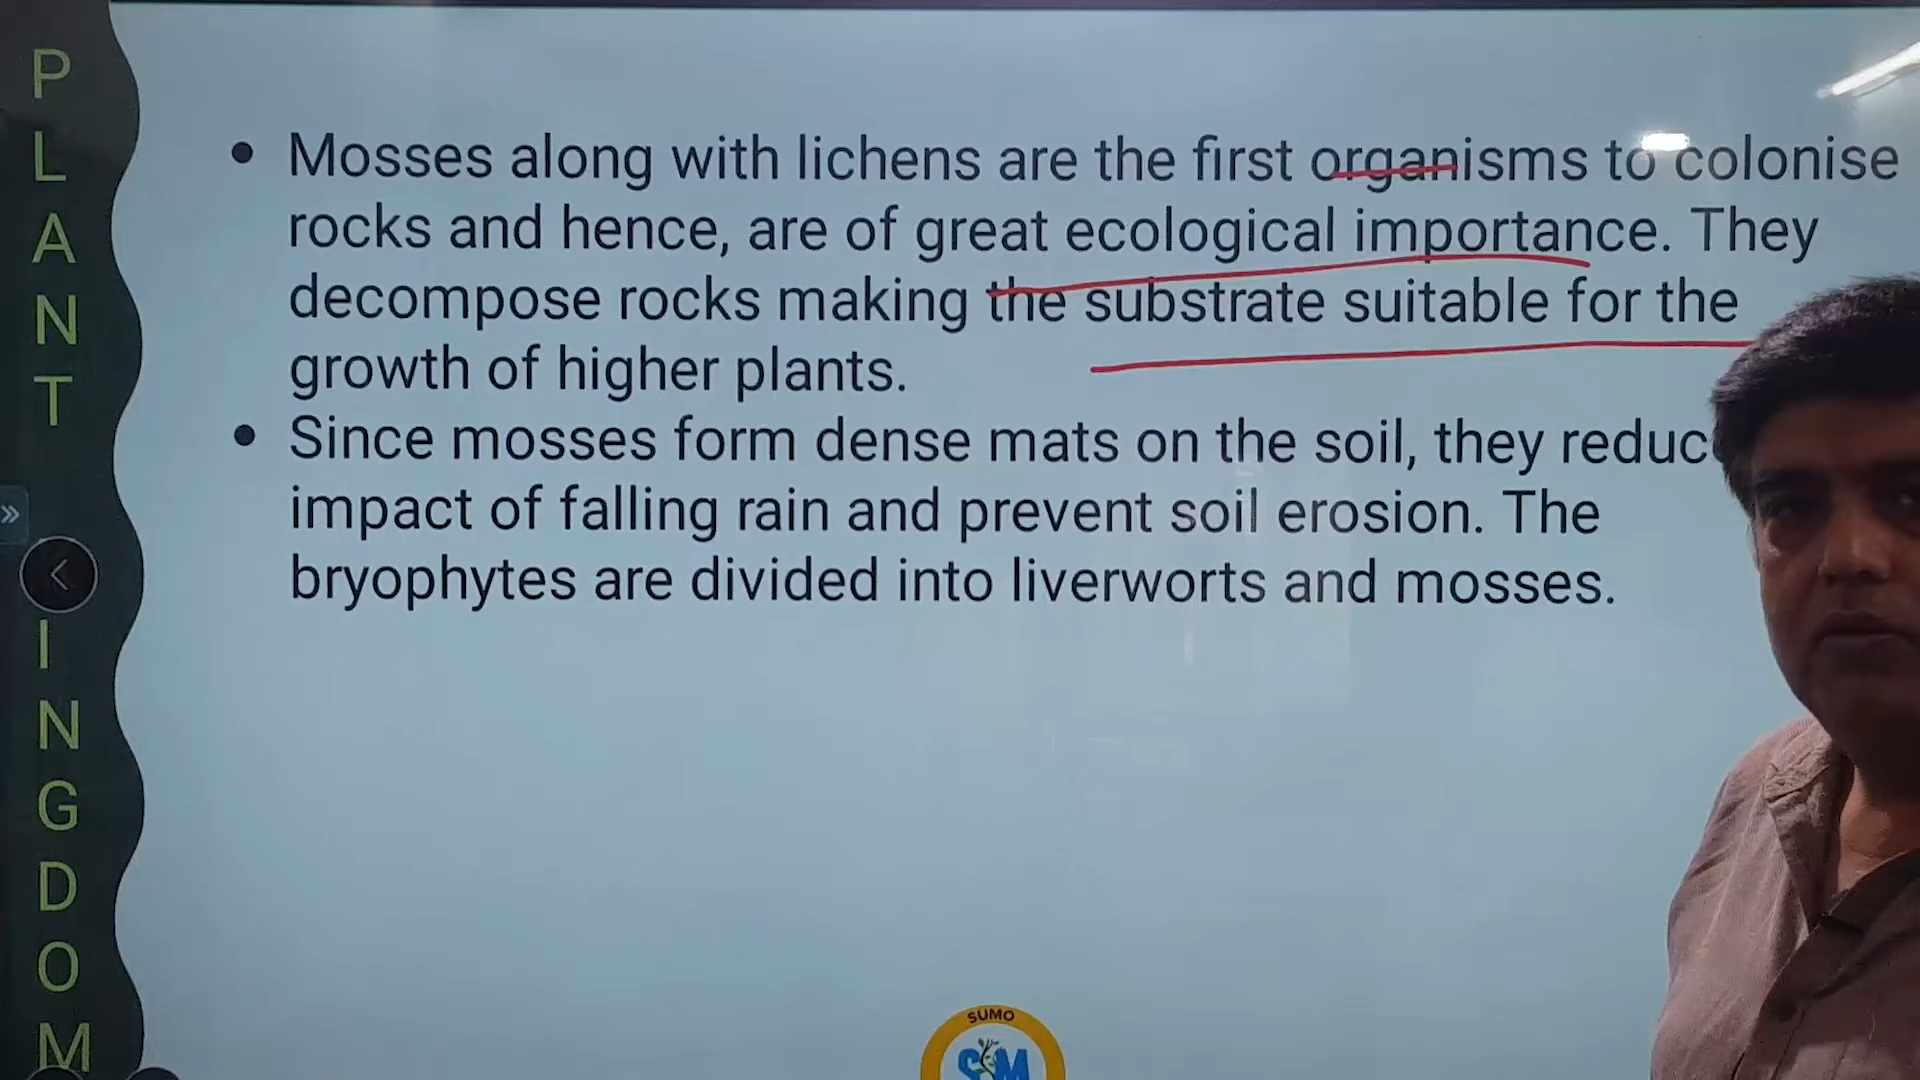 PLANT
INGDOM
• Mosses along with lichens are the first organisms to colonise
rocks and hence, are of great ecological importance. They
decompose rocks making the substrate suitable for the
growth of higher plants.
• Since mosses form dense mats on the soil, they reduc
impact of falling rain and prevent soil erosion. The
bryophytes are divided into liverworts and mosses.
SUMO